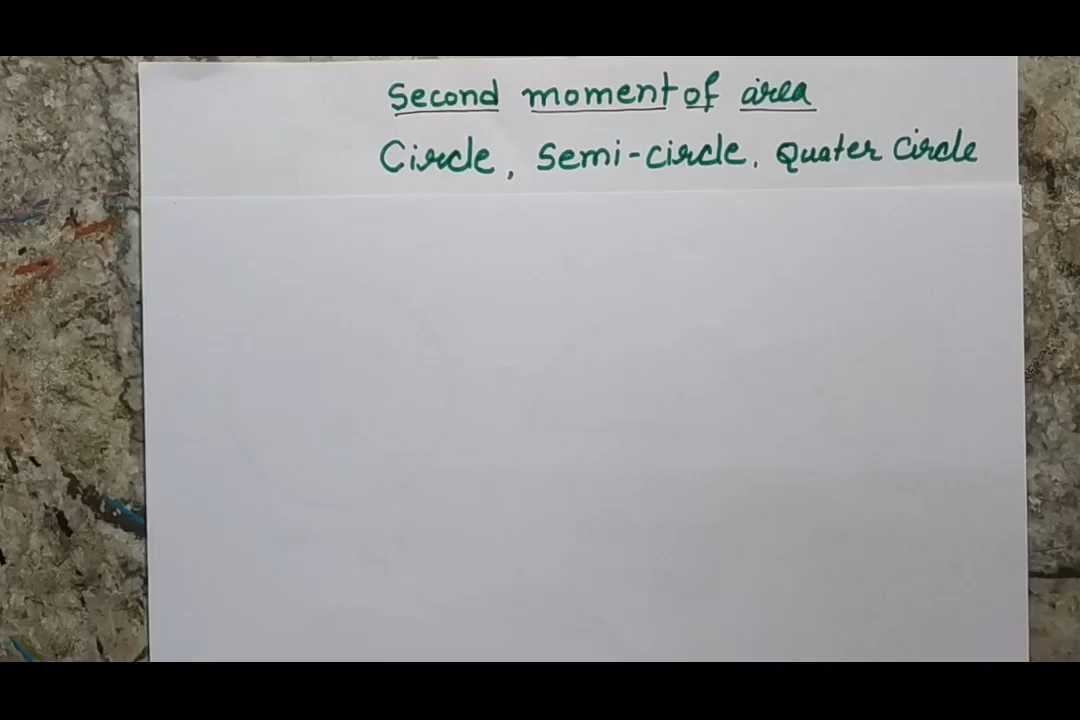 Second moment of area
Circle, Semi-circle, Quater Circle